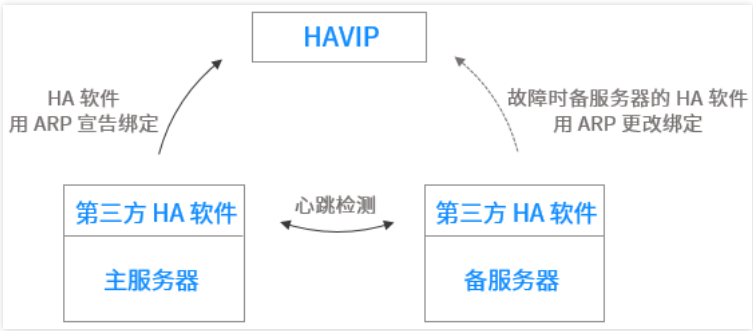 HAVIP
HA 软件
用 ARP 宣告绑定
故障时备服务器的 HA 软件
用 ARP 更改绑定
第三方 HA 软件
心跳检测
第三方 HA 软件
主服务器
备服务器